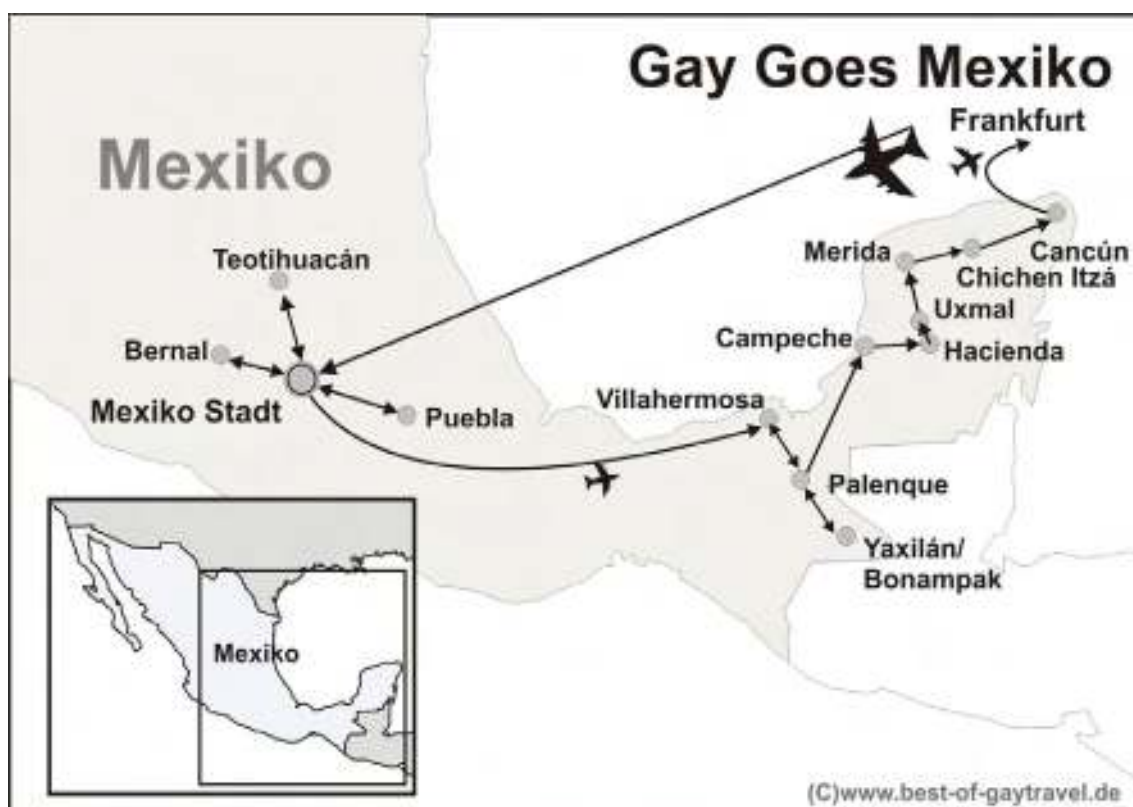 Gay Goes Mexiko
Frankfurt
Mexiko
Teotihuacán
Merida
Cancún
Chichen Itzá
Uxmal
Bernal
Campeche
Hacienda
Mexiko Stadt
Puebla
Villahermosa
Palenque
Yaxilán/
Bonampak
Mexiko
(C)www.best-of-gaytravel.de